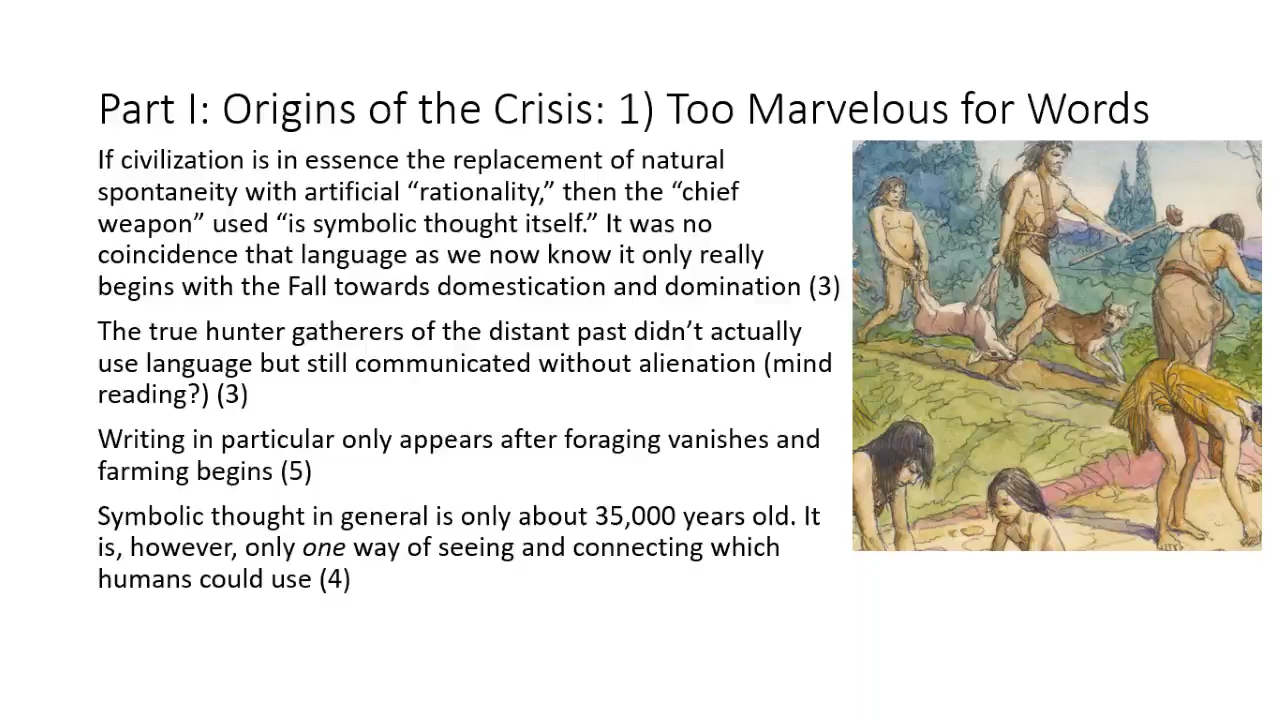 Part I: Origins of the Crisis: 1) Too Marvelous for Words
If civilization is in essence the replacement of natural
spontaneity with artificial “rationality,” then the “chief
weapon” used “is symbolic thought itself.” It was no
coincidence that language as we now know it only really
begins with the Fall towards domestication and domination (3)
The true hunter gatherers of the distant past didn’t actually
use language but still communicated without alienation (mind
reading?) (3)
Writing in particular only appears after foraging vanishes and
farming begins (5)
Symbolic thought in general is only about 35,000 years old. It
is, however, only one way of seeing and connecting which
humans could use (4)